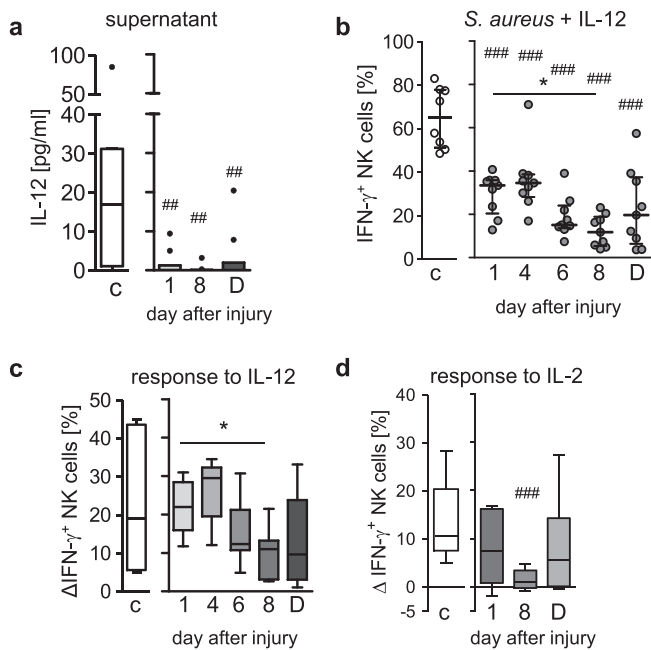 a
supernatant
IL-12 [pg/ml]
100
50
40
30
20
10
0
##
##
##
c
1
8
D
day after injury
b
S. aureus + IL-12
IFN-γ+ NK cells [%]
100
80
60
40
20
0
###
###
###
###
###
*
c
1
4
6
8
D
day after injury
c
response to IL-12
ΔIFN-γ+ NK cells [%]
50
40
30
20
10
0
*
c
1
4
6
8
D
day after injury
d
response to IL-2
Δ IFN-γ+ NK cells [%]
40
30
20
10
0
-5
###
c
1
8
D
day after injury